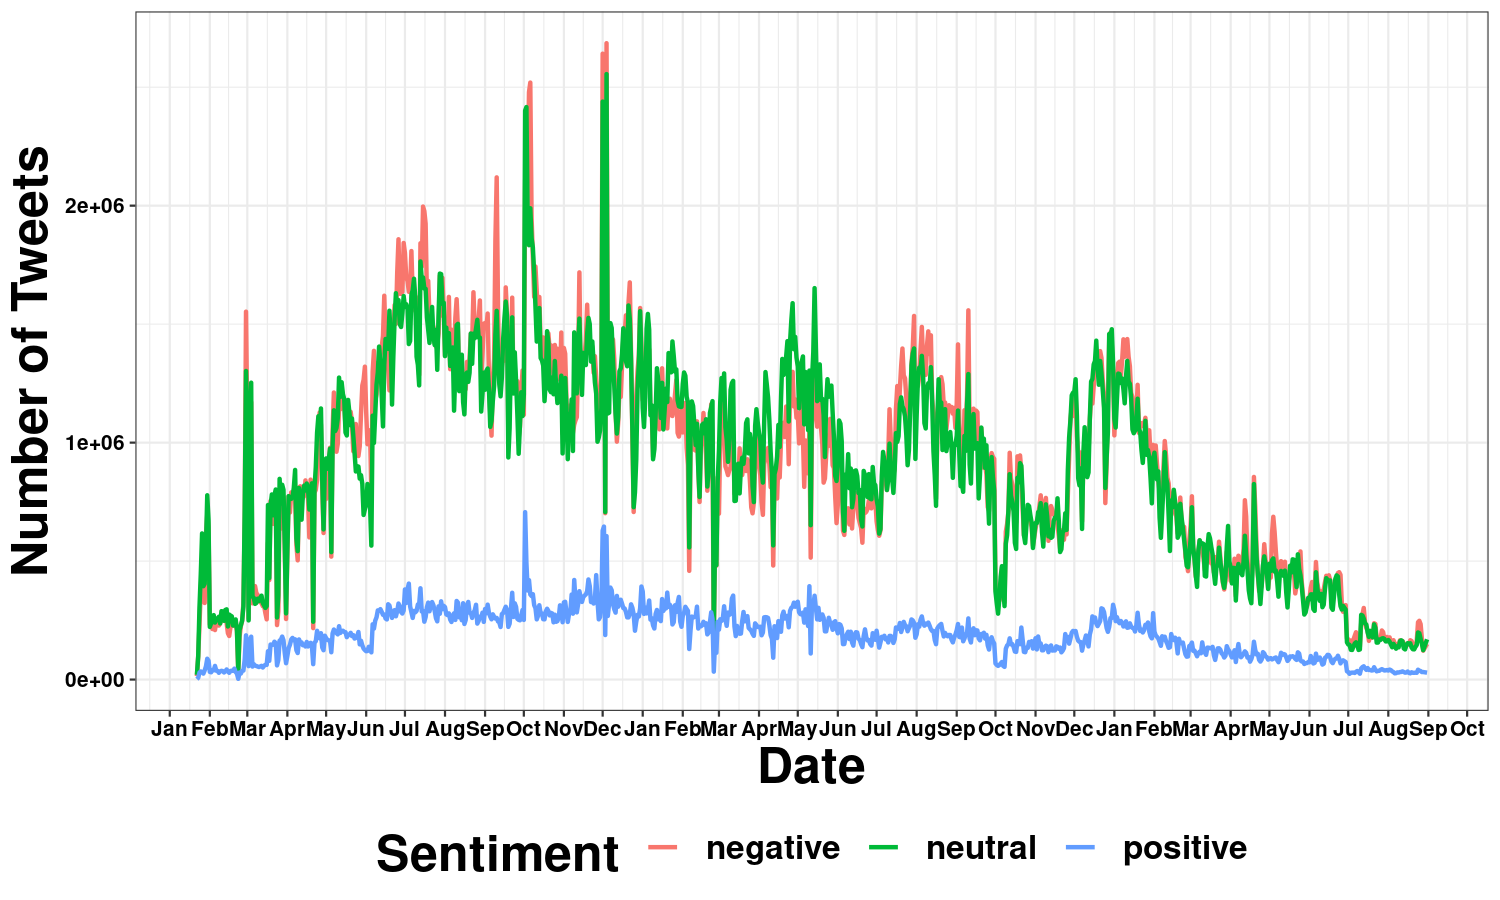 Number of Tweets
2e+06
1e+06
0e+00
Jan Feb Mar Apr May Jun Jul Aug Sep Oct Nov Dec Jan Feb Mar Apr May Jun Jul Aug Sep Oct Nov Dec Jan Feb Mar Apr May Jun Jul Aug Sep Oct
Date
Sentiment negative neutral positive